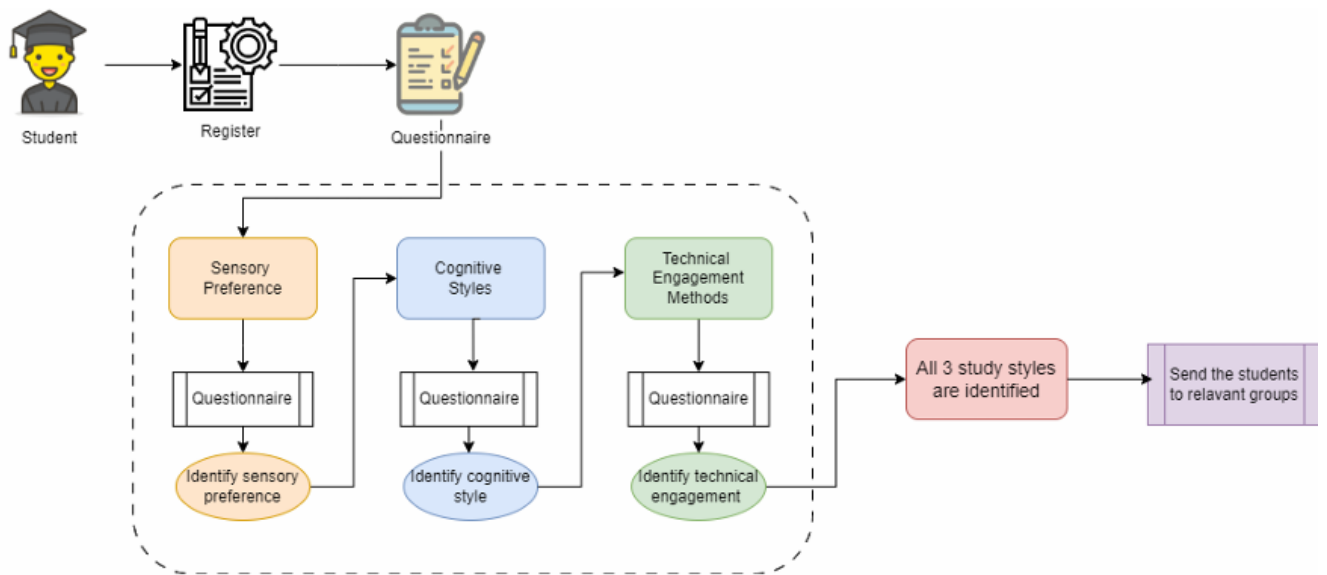 Student
Register
Questionnaire
Sensory
Preference
Cognitive
Styles
Technical
Engagement
Methods
Questionnaire
Questionnaire
Questionnaire
Identify sensory
preference
Identify cognitive
style
Identify technical
engagement
All 3 study styles
are identified
Send the students
to relavant groups